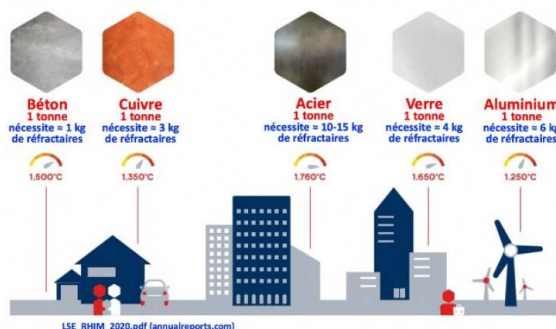 Béton
1 tonne
nécessite ≈ 1 kg
de réfractaires
1,500°C
Cuivre
1 tonne
nécessite ≈ 3 kg
de réfractaires
1,350°C
Acier
1 tonne
nécessite ≈ 10-15 kg
de réfractaires
1,760°C
Verre
1 tonne
nécessite ≈ 4 kg
de réfractaires
1,650°C
Aluminium
1 tonne
nécessite ≈ 6 kg
de réfractaires
1,250°C
LSE_RHIM_2020.pdf (annualreports.com)